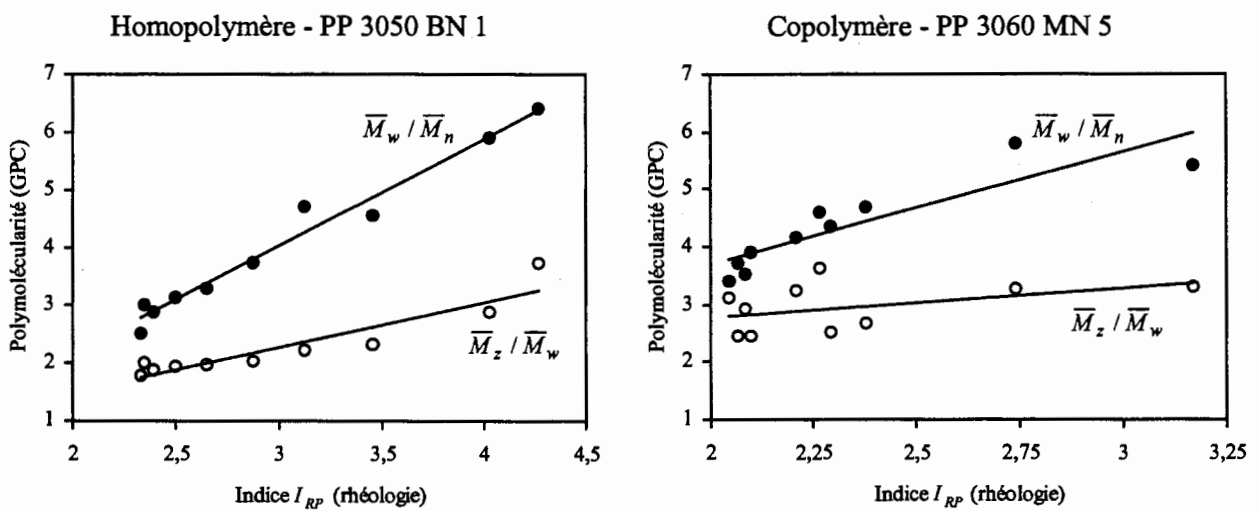 Homopolymère - PP 3050 BN 1
Polymolécularité (GPC)
7
6
5
4
3
2
1
M̅w / M̅n
M̅z / M̅w
2
2,5
3
3,5
4
4,5
Indice I RP (rhéologie)
Copolymère - PP 3060 MN 5
Polymolécularité (GPC)
7
6
5
4
3
2
1
M̅w / M̅n
M̅z / M̅w
2
2,25
2,5
2,75
3
3,25
Indice I RP (rhéologie)